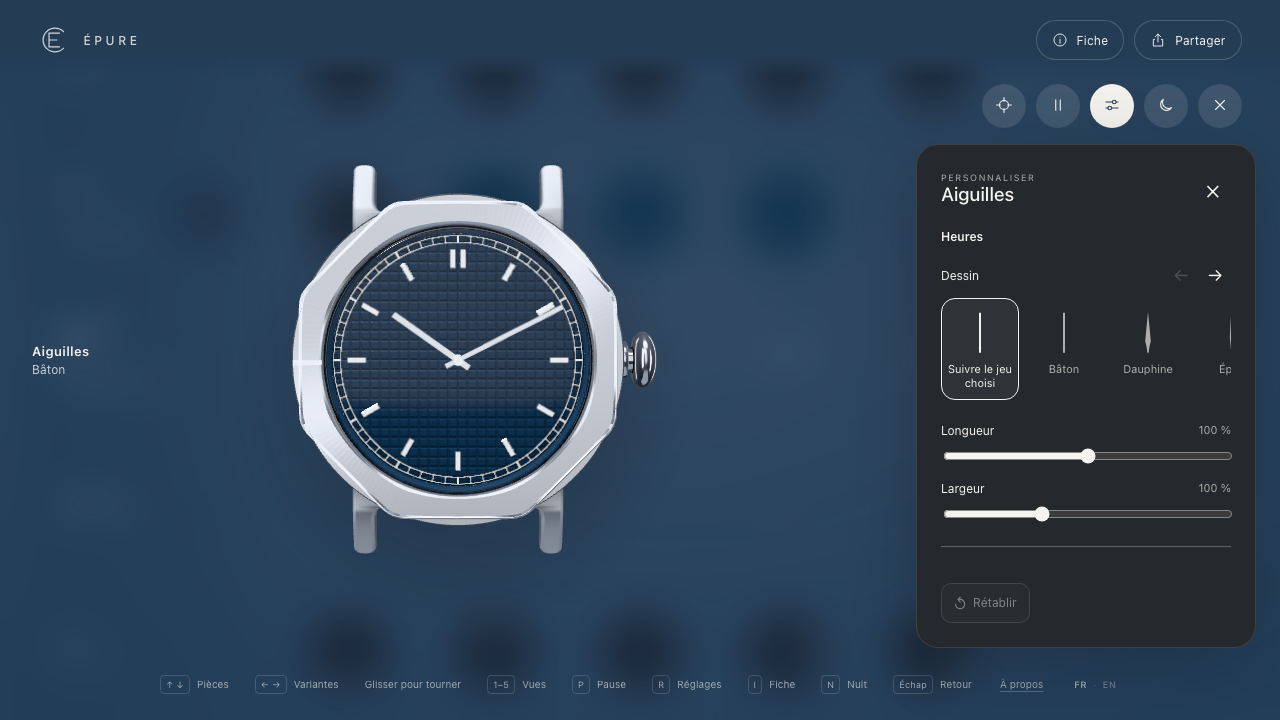 ÉPURE
Fiche
Partager
PERSONNALISER
Aiguilles
Heures
Dessin
Suivre le jeu
choisi
Bâton
Dauphine
Ép
Longueur
100 %
Largeur
100 %
Rétablir
Aiguilles
Bâton
↑ ↓ Pièces
← → Variantes
Glisser pour tourner
1–5 Vues
P Pause
R Réglages
I Fiche
N Nuit
Échap Retour
À propos
FR · EN